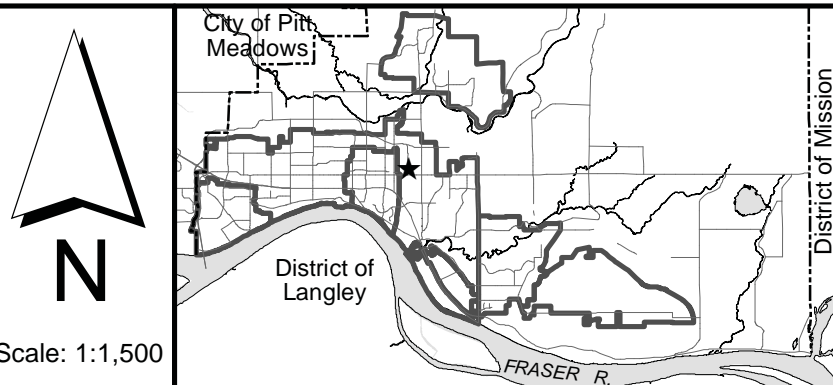 N
Scale: 1:1,500
City of Pitt
Meadows
District of
Langley
FRASER R.
District of Mission